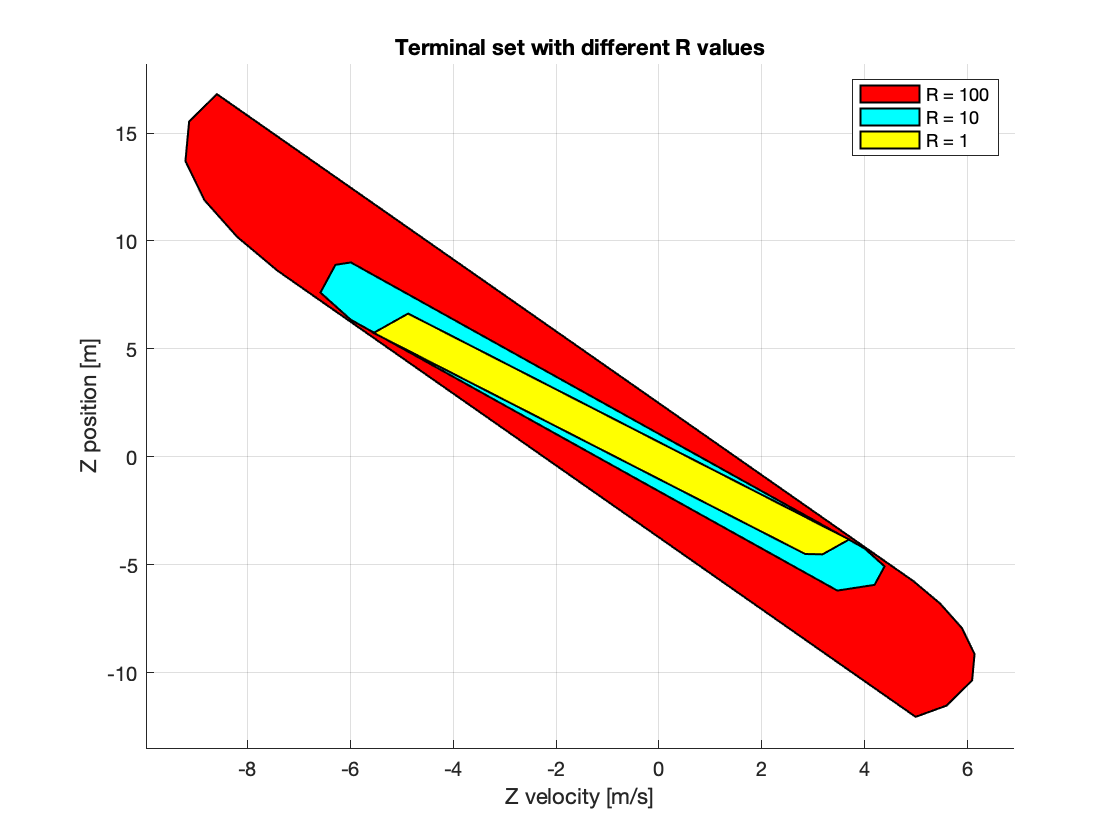 Terminal set with different R values
R = 100
R = 10
R = 1
15
10
5
0
-5
-10
Z position [m]
-8 -6 -4 -2 0 2 4 6
Z velocity [m/s]